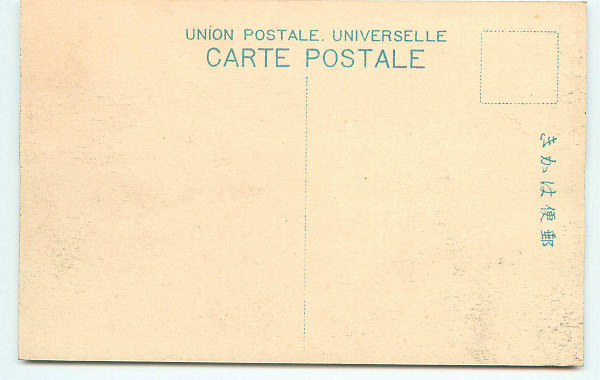 UNION POSTALE. UNIVERSELLE
CARTE POSTALE
郵便はかき